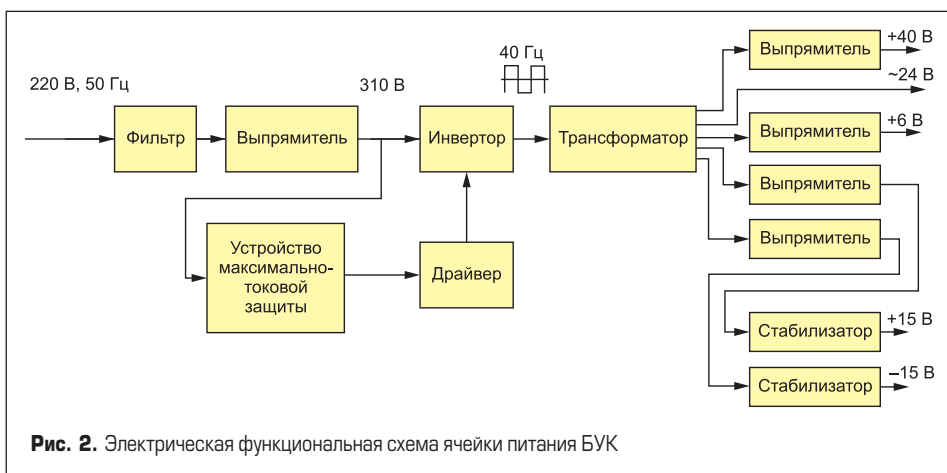 220 В, 50 Гц
Фильтр
Выпрямитель
310 В
Инвертор
40 Гц
Трансформатор
Устройство
максимально-
токовой
защиты
Драйвер
Выпрямитель
+40 В
~24 В
Выпрямитель
+6 В
Выпрямитель
Выпрямитель
Стабилизатор
+15 В
Стабилизатор
–15 В
Рис. 2. Электрическая функциональная схема ячейки питания БУК